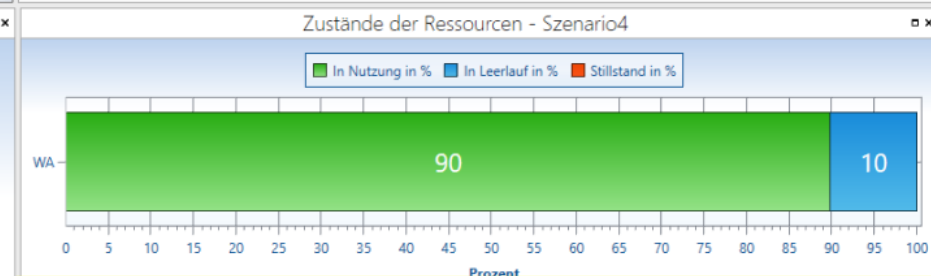 Zustände der Ressourcen - Szenario4
In Nutzung in % In Leerlauf in % Stillstand in %
WA 90 10
0 5 10 15 20 25 30 35 40 45 50 55 60 65 70 75 80 85 90 95 100
Prozent